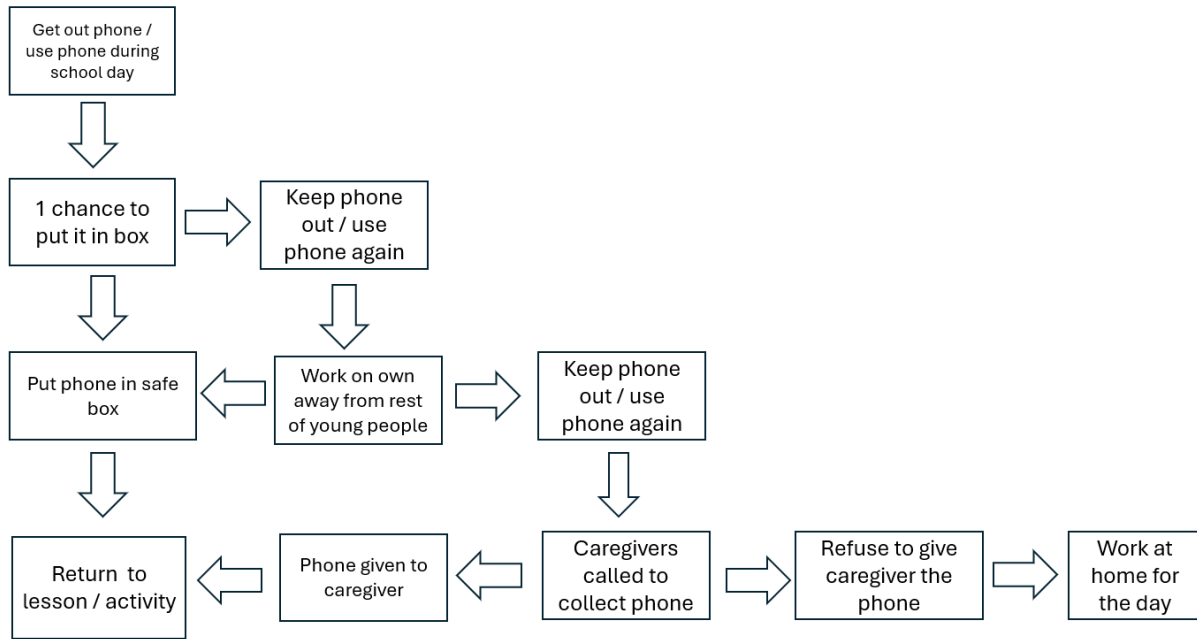 Get out phone /
use phone during
school day
1 chance to
put it in box
Keep phone
out / use
phone again
Put phone in safe
box
Work on own
away from rest
of young people
Keep phone
out / use
phone again
Return to
lesson / activity
Phone given to
caregiver
Caregivers
called to
collect phone
Refuse to give
caregiver the
phone
Work at
home for
the day